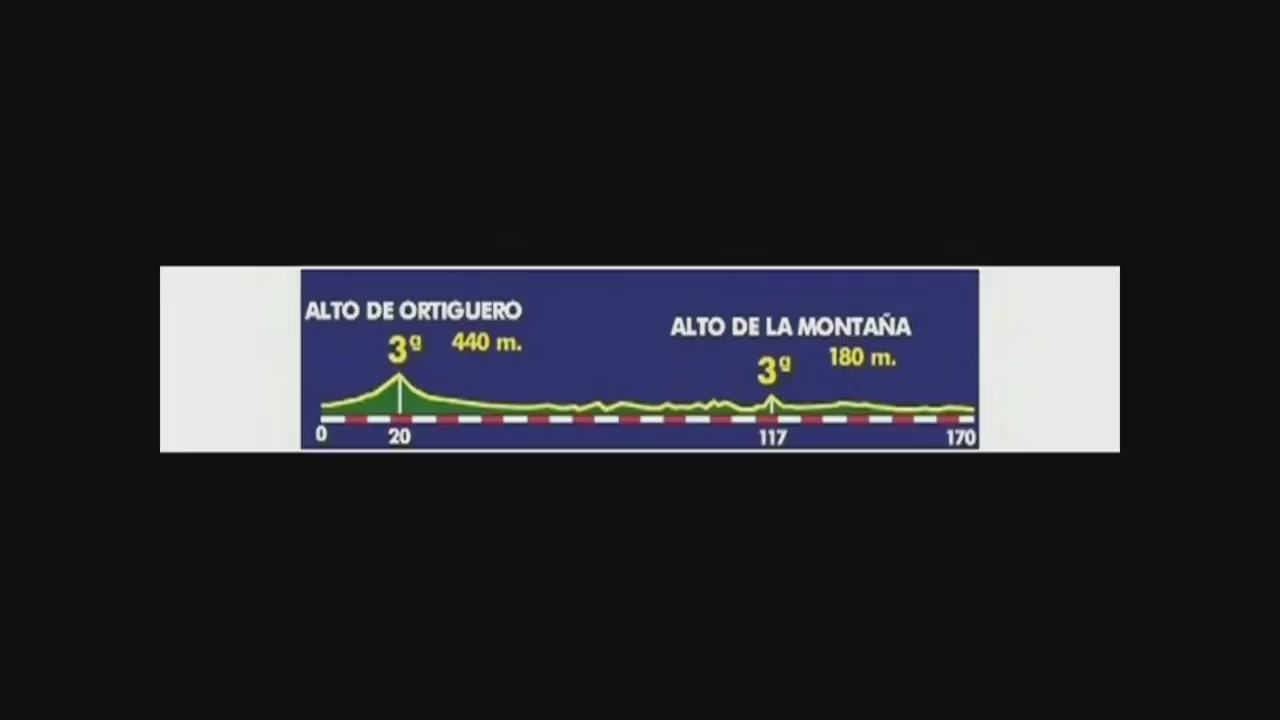 ALTO DE ORTIGUERO
3ª 440 m.
ALTO DE LA MONTAÑA
3ª 180 m.
0 20 117 170